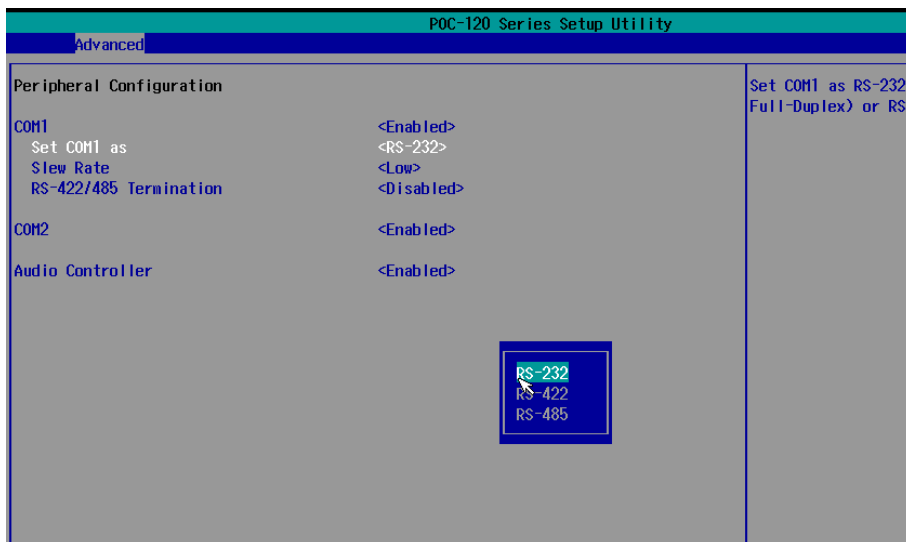 POC-120 Series Setup Utility
Advanced
Peripheral Configuration
COM1 <Enabled>
Set COM1 as <RS-232>
Slew Rate <Low>
RS-422/485 Termination <Disabled>
COM2 <Enabled>
Audio Controller <Enabled>
Set COM1 as RS-232
Full-Duplex) or RS
RS-232
RS-422
RS-485